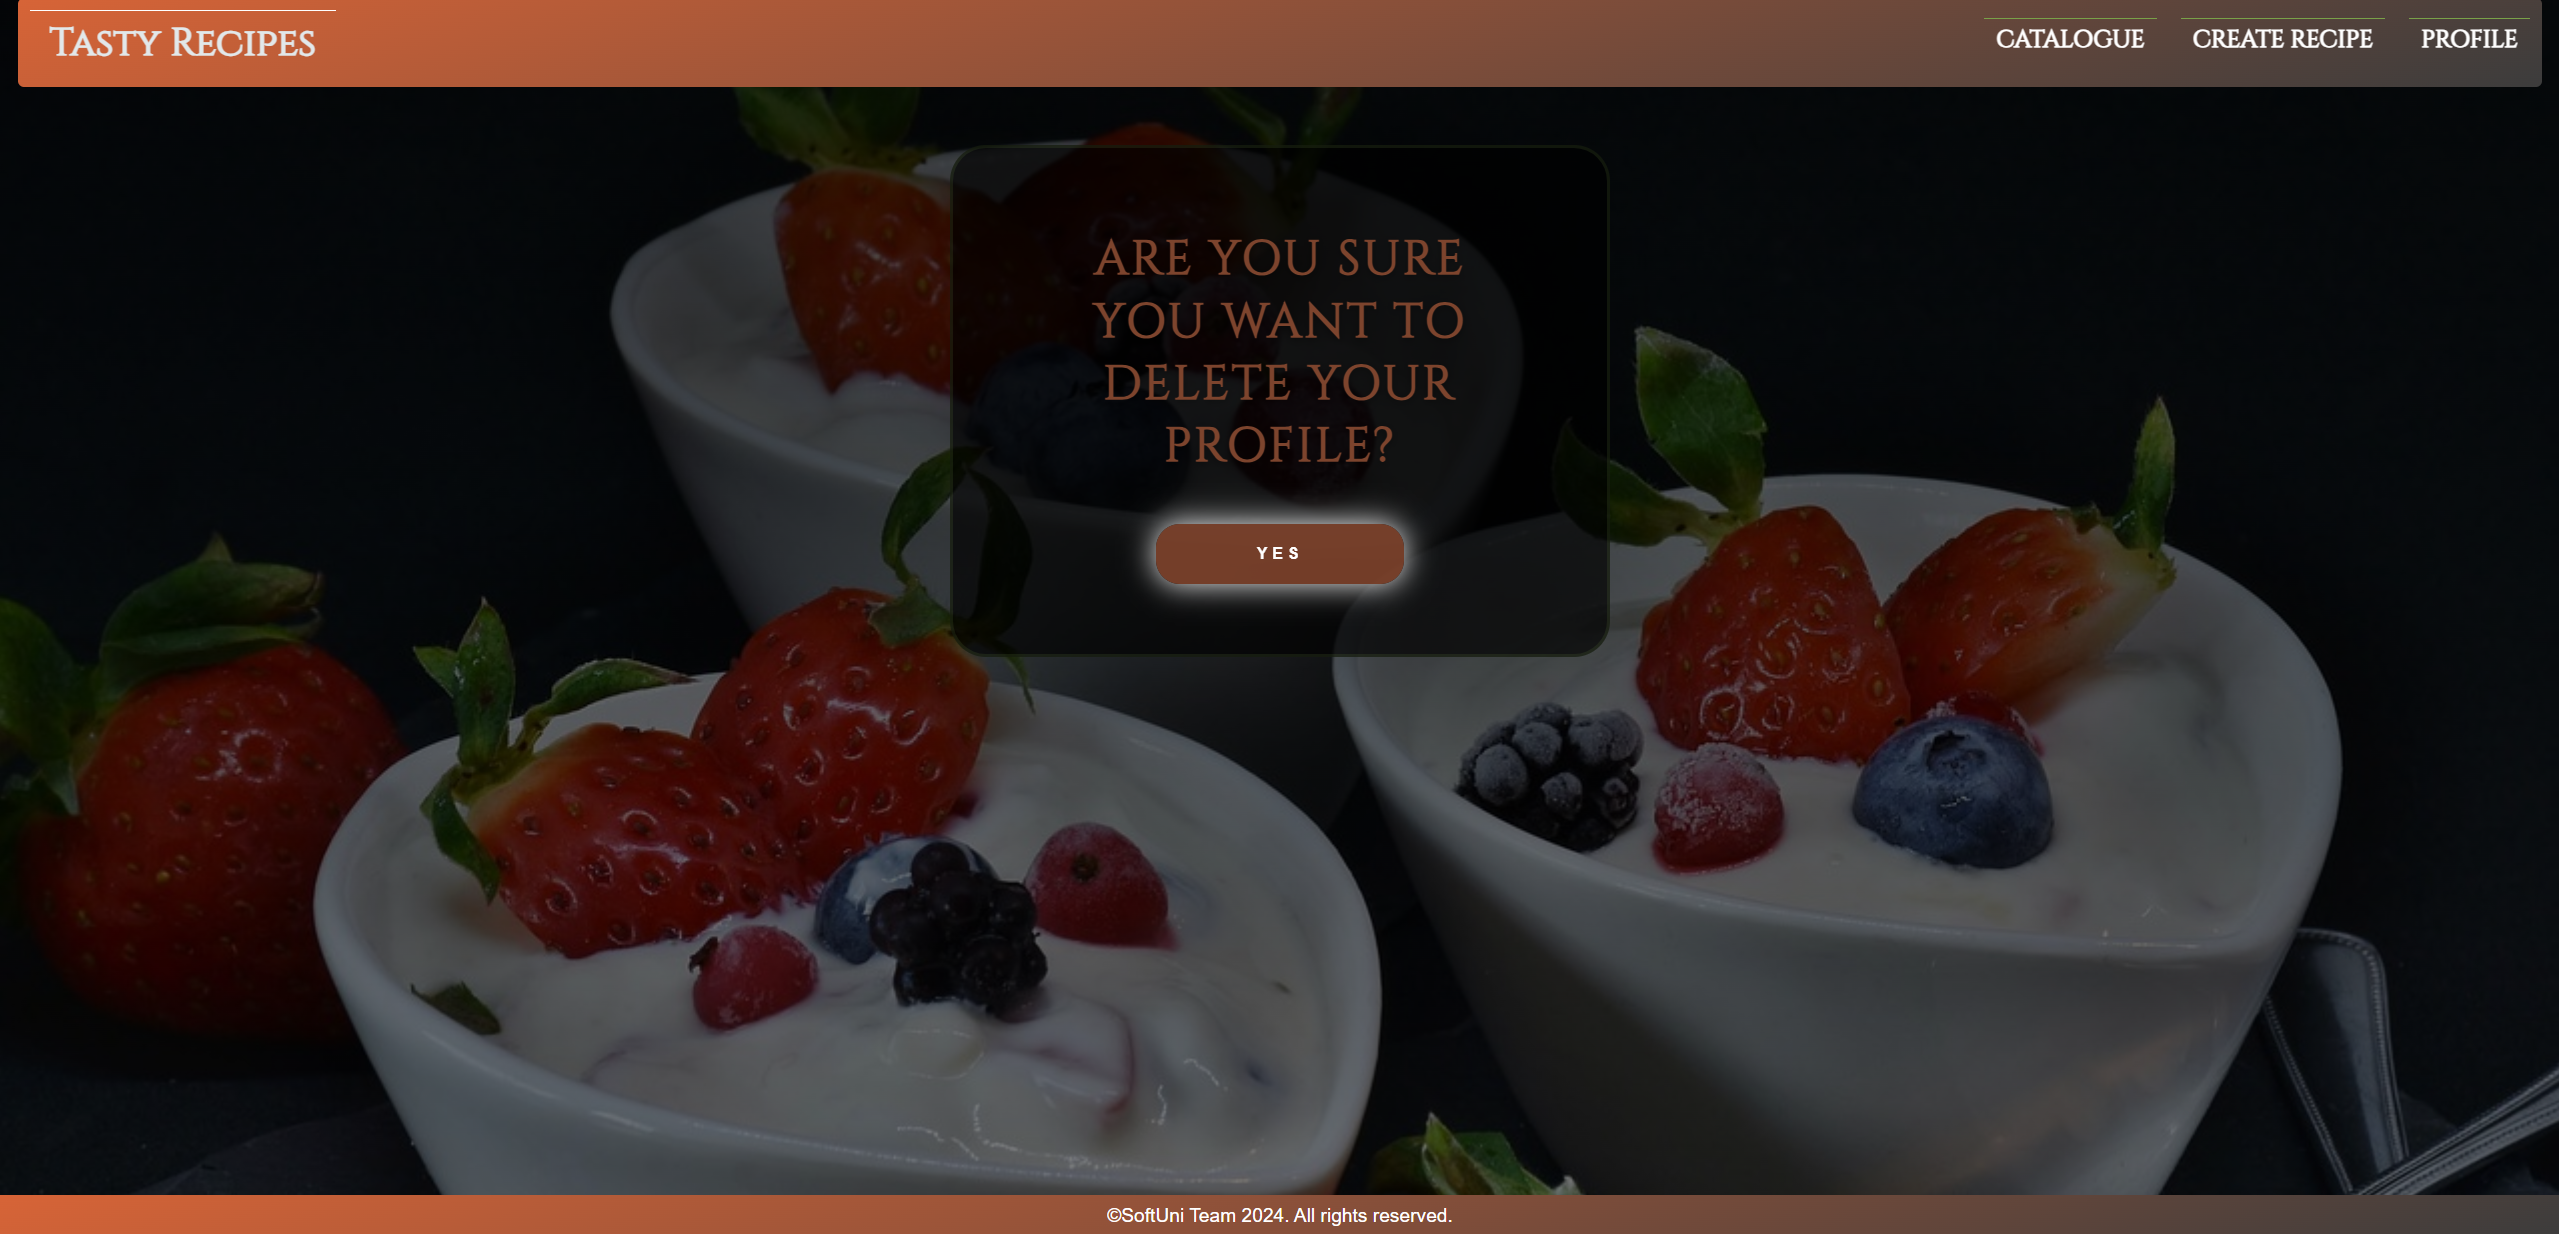 Tasty Recipes
CATALOGUE
CREATE RECIPE
PROFILE
ARE YOU SURE
YOU WANT TO
DELETE YOUR
PROFILE?
YES
©SoftUni Team 2024. All rights reserved.